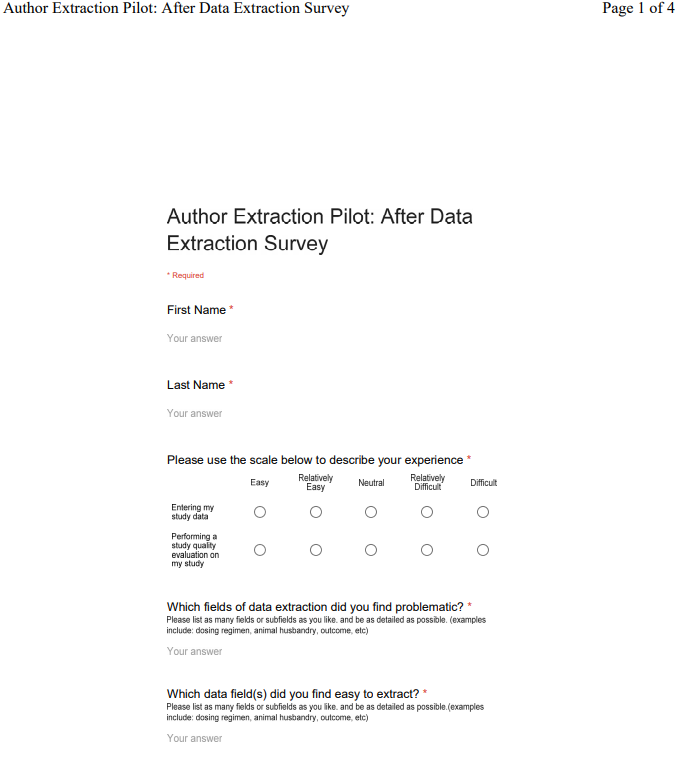 Author Extraction Pilot: After Data Extraction Survey
Page 1 of 4
Author Extraction Pilot: After Data
Extraction Survey
* Required
First Name *
Your answer
Last Name *
Your answer
Please use the scale below to describe your experience *
Easy
Relatively
Easy
Neutral
Relatively
Difficult
Difficult
Entering my
study data
Performing a
study quality
evaluation on
my study
Which fields of data extraction did you find problematic? *
Please list as many fields or subfields as you like. and be as detailed as possible. (examples
include: dosing regimen, animal husbandry, outcome, etc)
Your answer
Which data field(s) did you find easy to extract? *
Please list as many fields or subfields as you like. and be as detailed as possible.(examples
include: dosing regimen, animal husbandry, outcome, etc)
Your answer